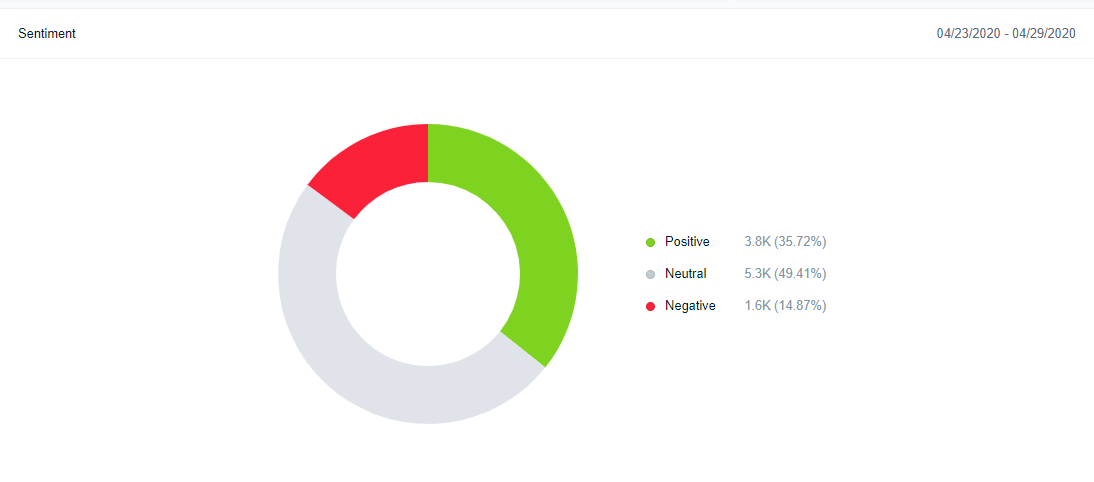 Sentiment 04/23/2020 - 04/29/2020
Positive 3.8K (35.72%)
Neutral 5.3K (49.41%)
Negative 1.6K (14.87%)